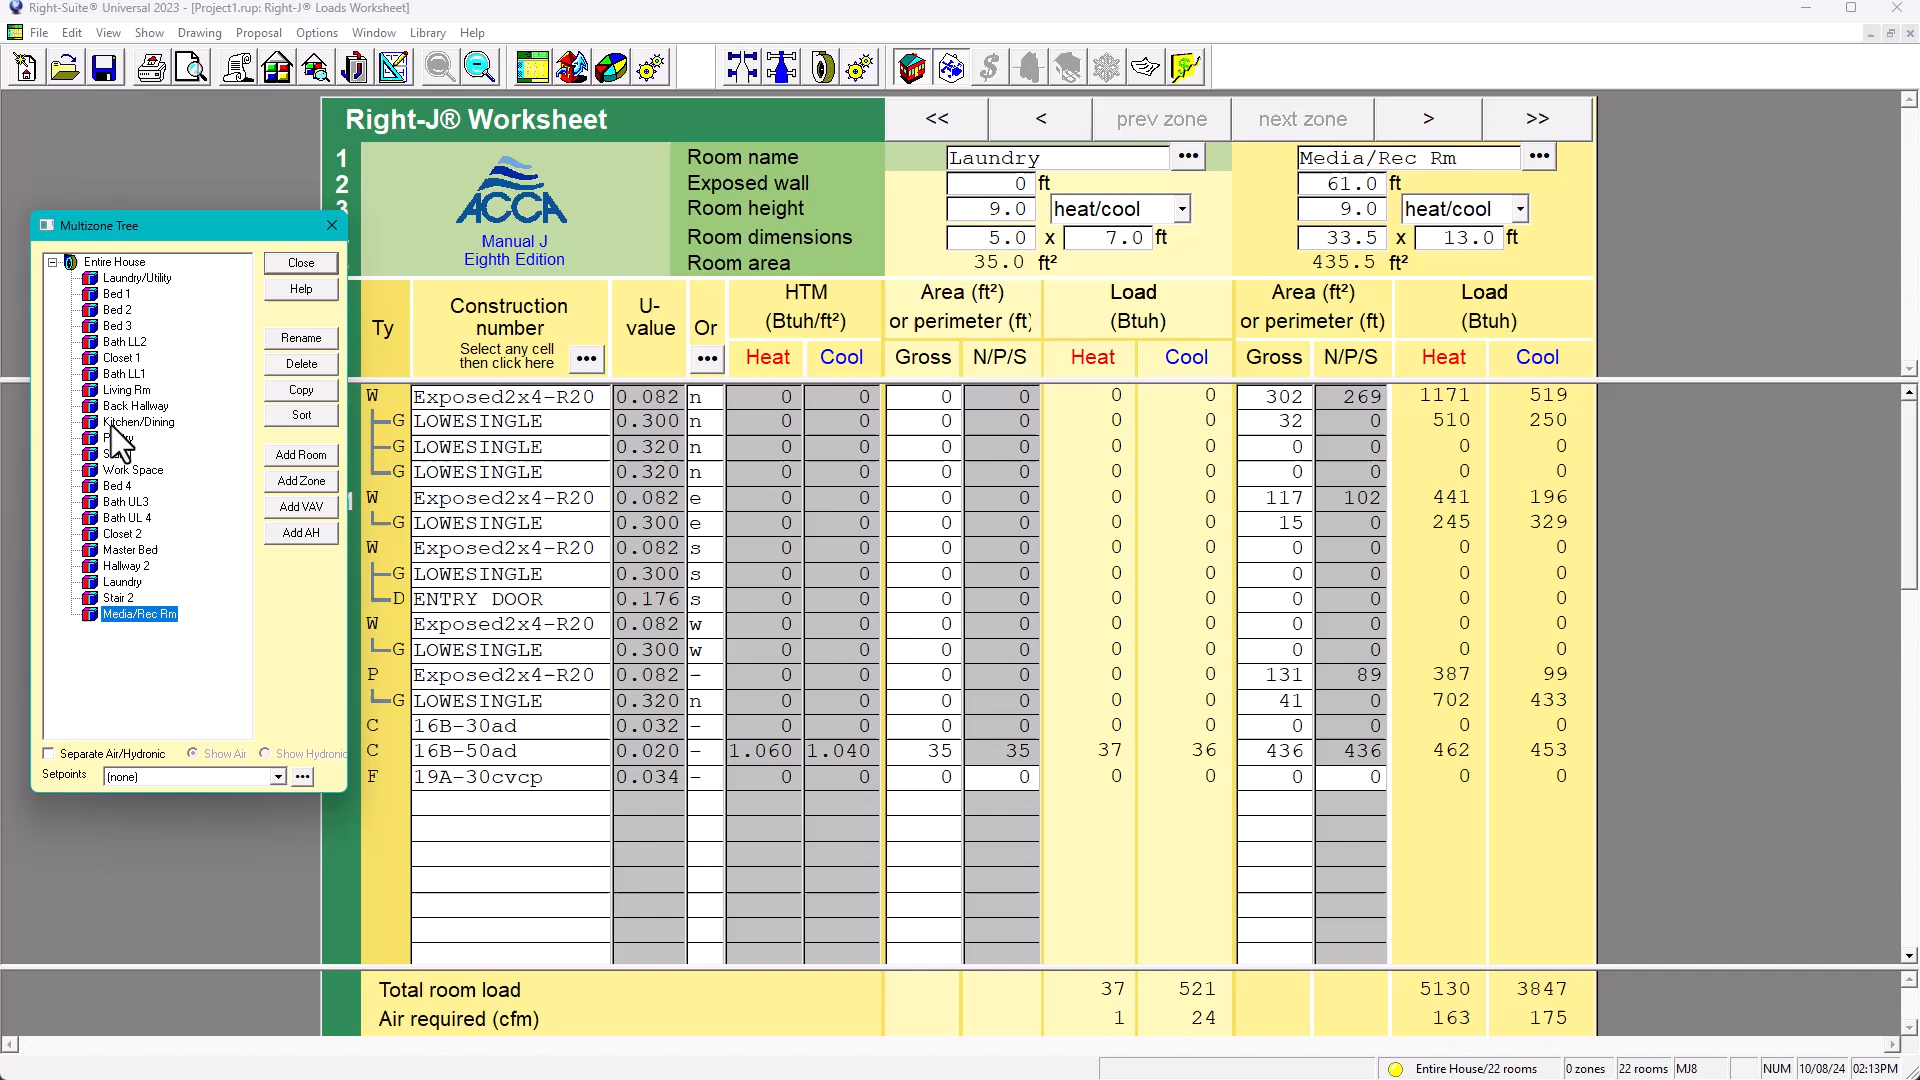 Right-Suite® Universal 2023 - [Project1.rup: Right-J® Loads Worksheet]
File Edit View Show Drawing Proposal Options Window Library Help
Right-J® Worksheet << < prev zone next zone > >>
1 Room name Laundry ••• Media/Rec Rm •••
2 Exposed wall 0 ft 61.0 ft
3 Room height 9.0 heat/cool 9.0 heat/cool
Room dimensions 5.0 x 7.0 ft 33.5 x 13.0 ft
Room area 35.0 ft² 435.5 ft²
ACCA
Manual J
Eighth Edition
Ty Construction number U-value Or HTM (Btuh/ft²) Area (ft²) or perimeter (ft) Load (Btuh) Area (ft²) or perimeter (ft) Load (Btuh)
Select any cell then click here ••• ••• Heat Cool Gross N/P/S Heat Cool Gross N/P/S Heat Cool
W Exposed2x4-R20 0.082 n 0 0 0 0 0 0 302 269 1171 519
G LOWESINGLE 0.300 n 0 0 0 0 0 0 32 0 510 250
G LOWESINGLE 0.320 n 0 0 0 0 0 0 0 0 0 0
G LOWESINGLE 0.320 n 0 0 0 0 0 0 0 0 0 0
W Exposed2x4-R20 0.082 e 0 0 0 0 0 0 117 102 441 196
G LOWESINGLE 0.300 e 0 0 0 0 0 0 15 0 245 329
W Exposed2x4-R20 0.082 s 0 0 0 0 0 0 0 0 0 0
G LOWESINGLE 0.300 s 0 0 0 0 0 0 0 0 0 0
D ENTRY DOOR 0.176 s 0 0 0 0 0 0 0 0 0 0
W Exposed2x4-R20 0.082 w 0 0 0 0 0 0 0 0 0 0
G LOWESINGLE 0.300 w 0 0 0 0 0 0 0 0 0 0
P Exposed2x4-R20 0.082 - 0 0 0 0 0 0 131 89 387 99
G LOWESINGLE 0.320 n 0 0 0 0 0 0 41 0 702 433
C 16B-30ad 0.032 - 0 0 0 0 0 0 0 0 0 0
C 16B-50ad 0.020 - 1.060 1.040 35 35 37 36 436 436 462 453
F 19A-30cvcp 0.034 - 0 0 0 0 0 0 0 0 0 0
Total room load 37 521 5130 3847
Air required (cfm) 1 24 163 175
Multizone Tree
Entire House
Laundry/Utility
Bed 1
Bed 2
Bed 3
Bath LL2
Closet 1
Bath LL1
Living Rm
Back Hallway
Kitchen/Dining
Work Space
Bed 4
Bath UL3
Bath UL 4
Closet 2
Master Bed
Hallway 2
Laundry
Stair 2
Media/Rec Rm
Close
Help
Rename
Delete
Copy
Sort
Add Room
Add Zone
Add VAV
Add AH
Separate Air/Hydronic Show Air Show Hydronic
Setpoints (none) •••
Entire House/22 rooms 0 zones 22 rooms MJ8 NUM 10/08/24 02:13PM